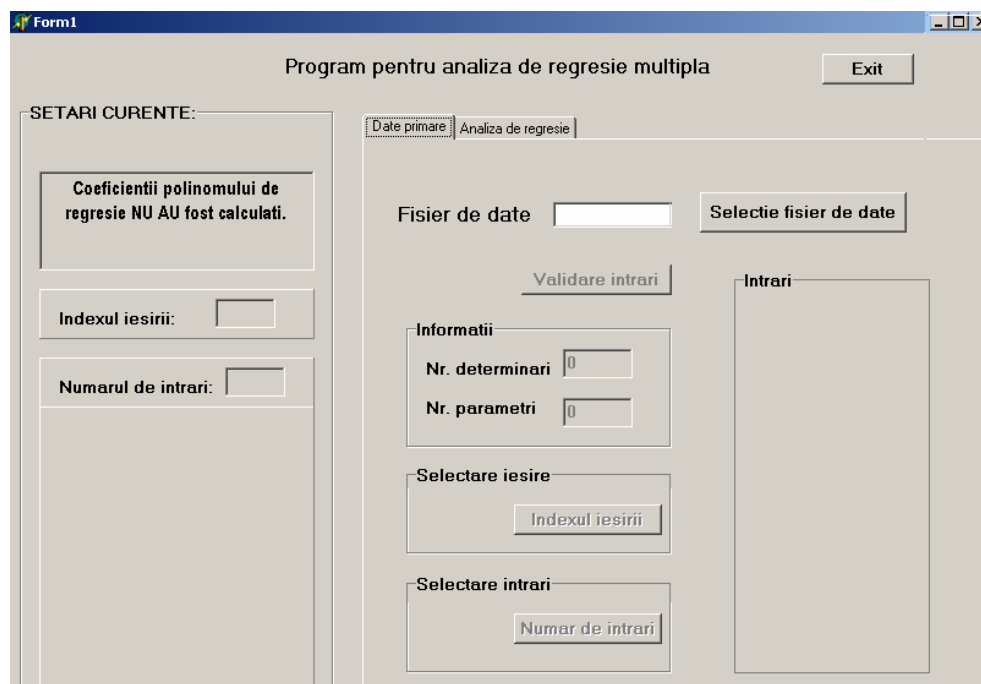 Form1
Program pentru analiza de regresie multipla
Exit
SETARI CURENTE:
Coeficientii polinomului de
regresie NU AU fost calculati.
Indexul iesirii:
Numarul de intrari:
Date primare
Analiza de regresie
Fisier de date
Selectie fisier de date
Validare intrari
Intrari
Informatii
Nr. determinari 0
Nr. parametri 0
Selectare iesire
Indexul iesirii
Selectare intrari
Numar de intrari